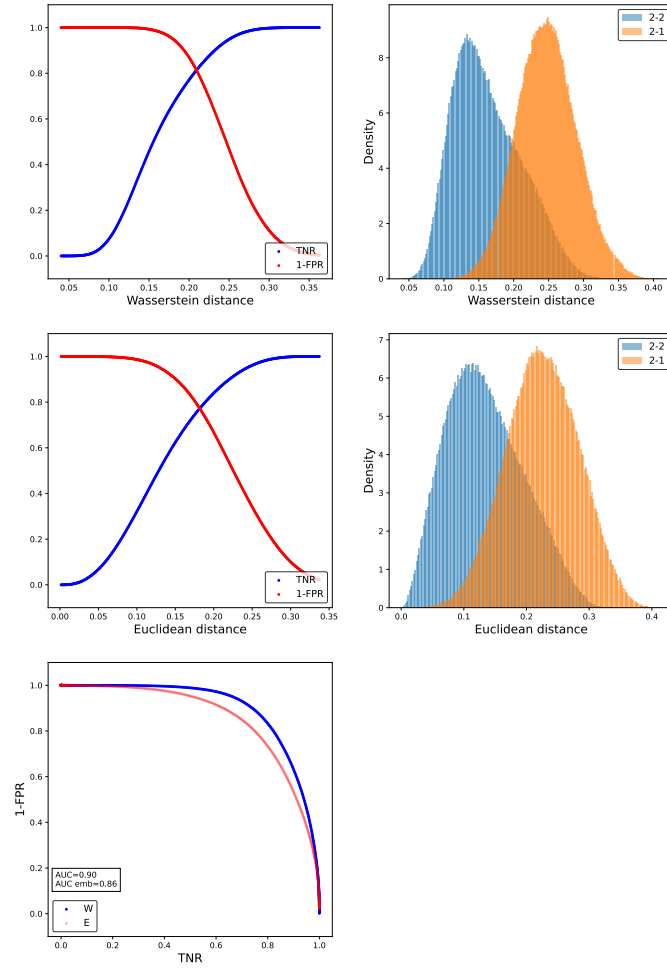 1.0
0.8
0.6
0.4
0.2
0.0
TNR
1-FPR
0.05 0.10 0.15 0.20 0.25 0.30 0.35
Wasserstein distance
Density
8
6
4
2
0
2-2
2-1
0.05 0.10 0.15 0.20 0.25 0.30 0.35 0.40
Wasserstein distance
1.0
0.8
0.6
0.4
0.2
0.0
TNR
1-FPR
0.00 0.05 0.10 0.15 0.20 0.25 0.30 0.35
Euclidean distance
Density
7
6
5
4
3
2
1
0
2-2
2-1
0.0 0.1 0.2 0.3 0.4
Euclidean distance
1-FPR
1.0
0.8
0.6
0.4
0.2
0.0
AUC=0.90
AUC emb=0.86
W
E
0.0 0.2 0.4 0.6 0.8 1.0
TNR